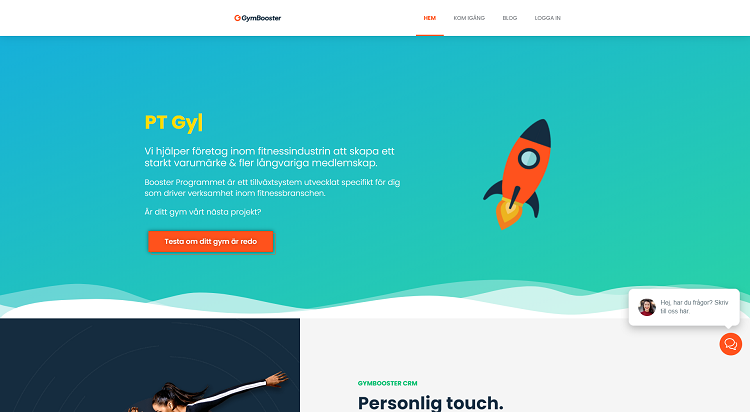 GymBooster
HEM
KOM IGÅNG
BLOG
LOGGA IN
PT Gy|
Vi hjälper företag inom fitnessindustrin att skapa ett
starkt varumärke & fler långvariga medlemskap.
Booster Programmet är ett tillväxtsystem utvecklat specifikt för dig
som driver verksamhet inom fitnessbranschen.
Är ditt gym vårt nästa projekt?
Testa om ditt gym är redo
Hej, har du frågor? Skriv
till oss här
GYMBOOSTER CRM
Personlig touch.